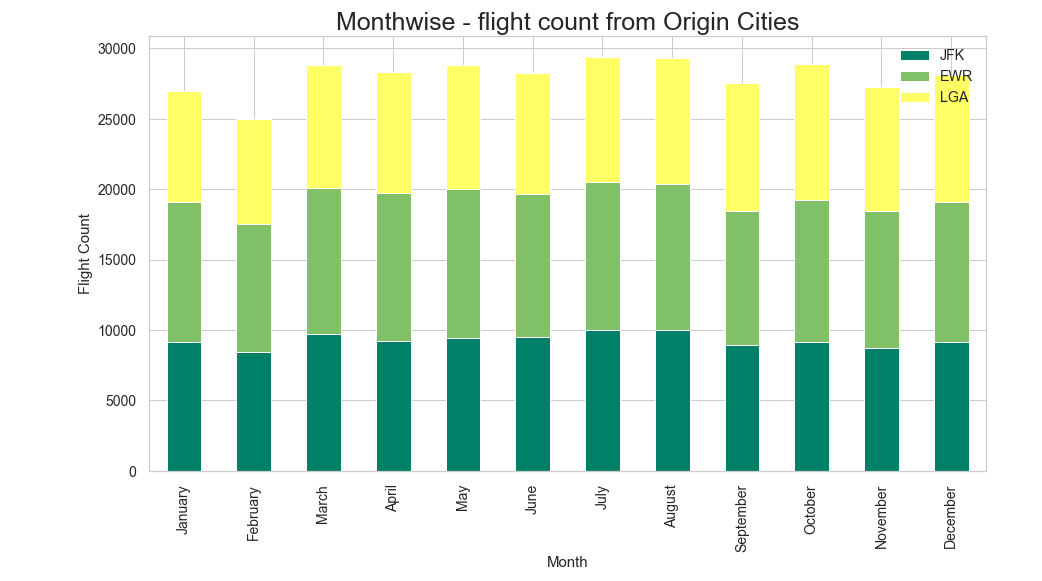 Monthwise - flight count from Origin Cities
JFK
EWR
LGA
Flight Count
30000
25000
20000
15000
10000
5000
0
January
February
March
April
May
June
July
August
September
October
November
December
Month